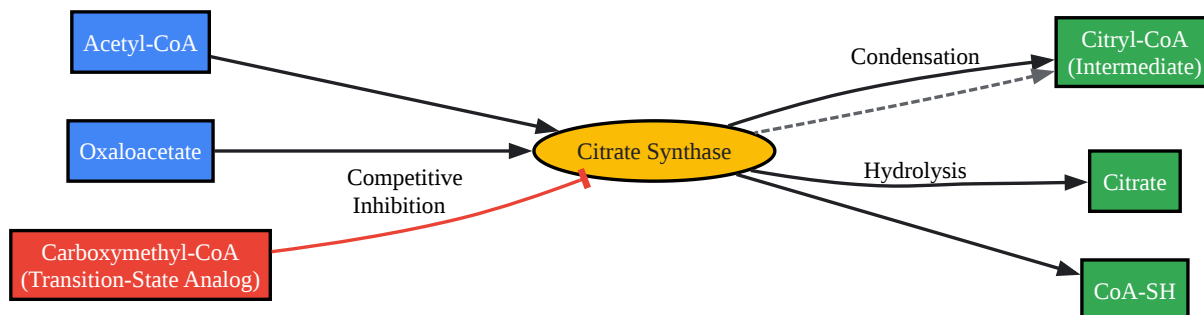 Acetyl-CoA
Oxaloacetate
Carboxymethyl-CoA
(Transition-State Analog)
Competitive
Inhibition
Citrate Synthase
Condensation
Hydrolysis
Citryl-CoA
(Intermediate)
Citrate
CoA-SH